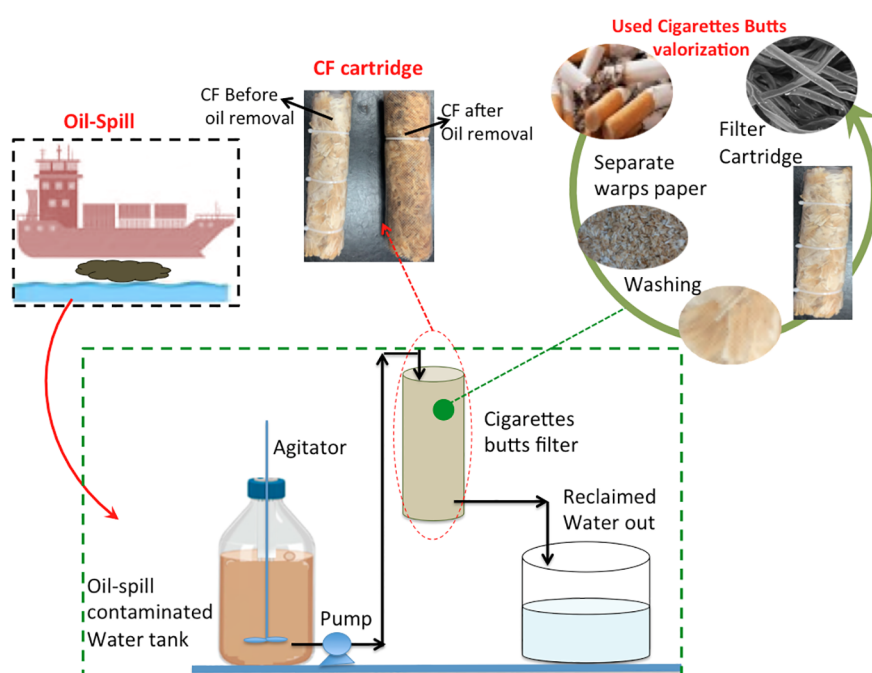 Used Cigarettes Butts
valorization
CF cartridge
CF Before
oil removal
CF after
Oil removal
Oil-Spill
Filter
Cartridge
Separate
warps paper
Washing
Agitator
Cigarettes
butts filter
Reclaimed
Water out
Oil-spill
contaminated
Water tank
Pump